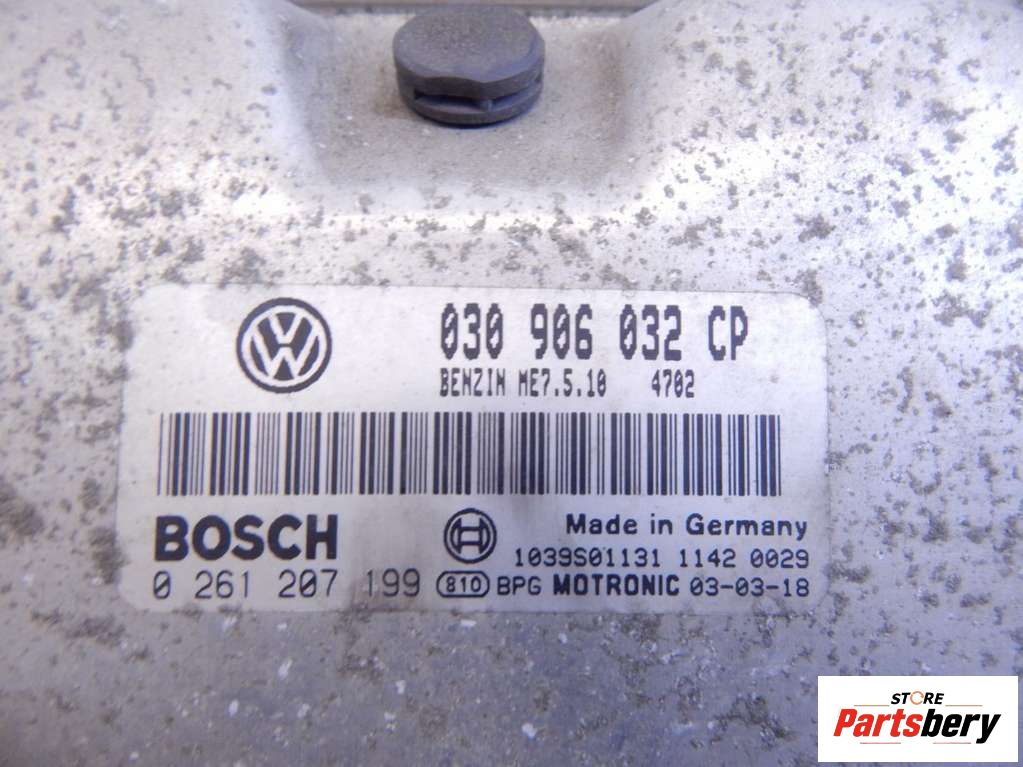 030 906 032 CP
BENZIN ME7.5.10 4702
BOSCH
Made in Germany
1039S01131 1142 0029
0 261 207 199 810 BPG MOTRONIC 03-03-18
STORE
Partsbery